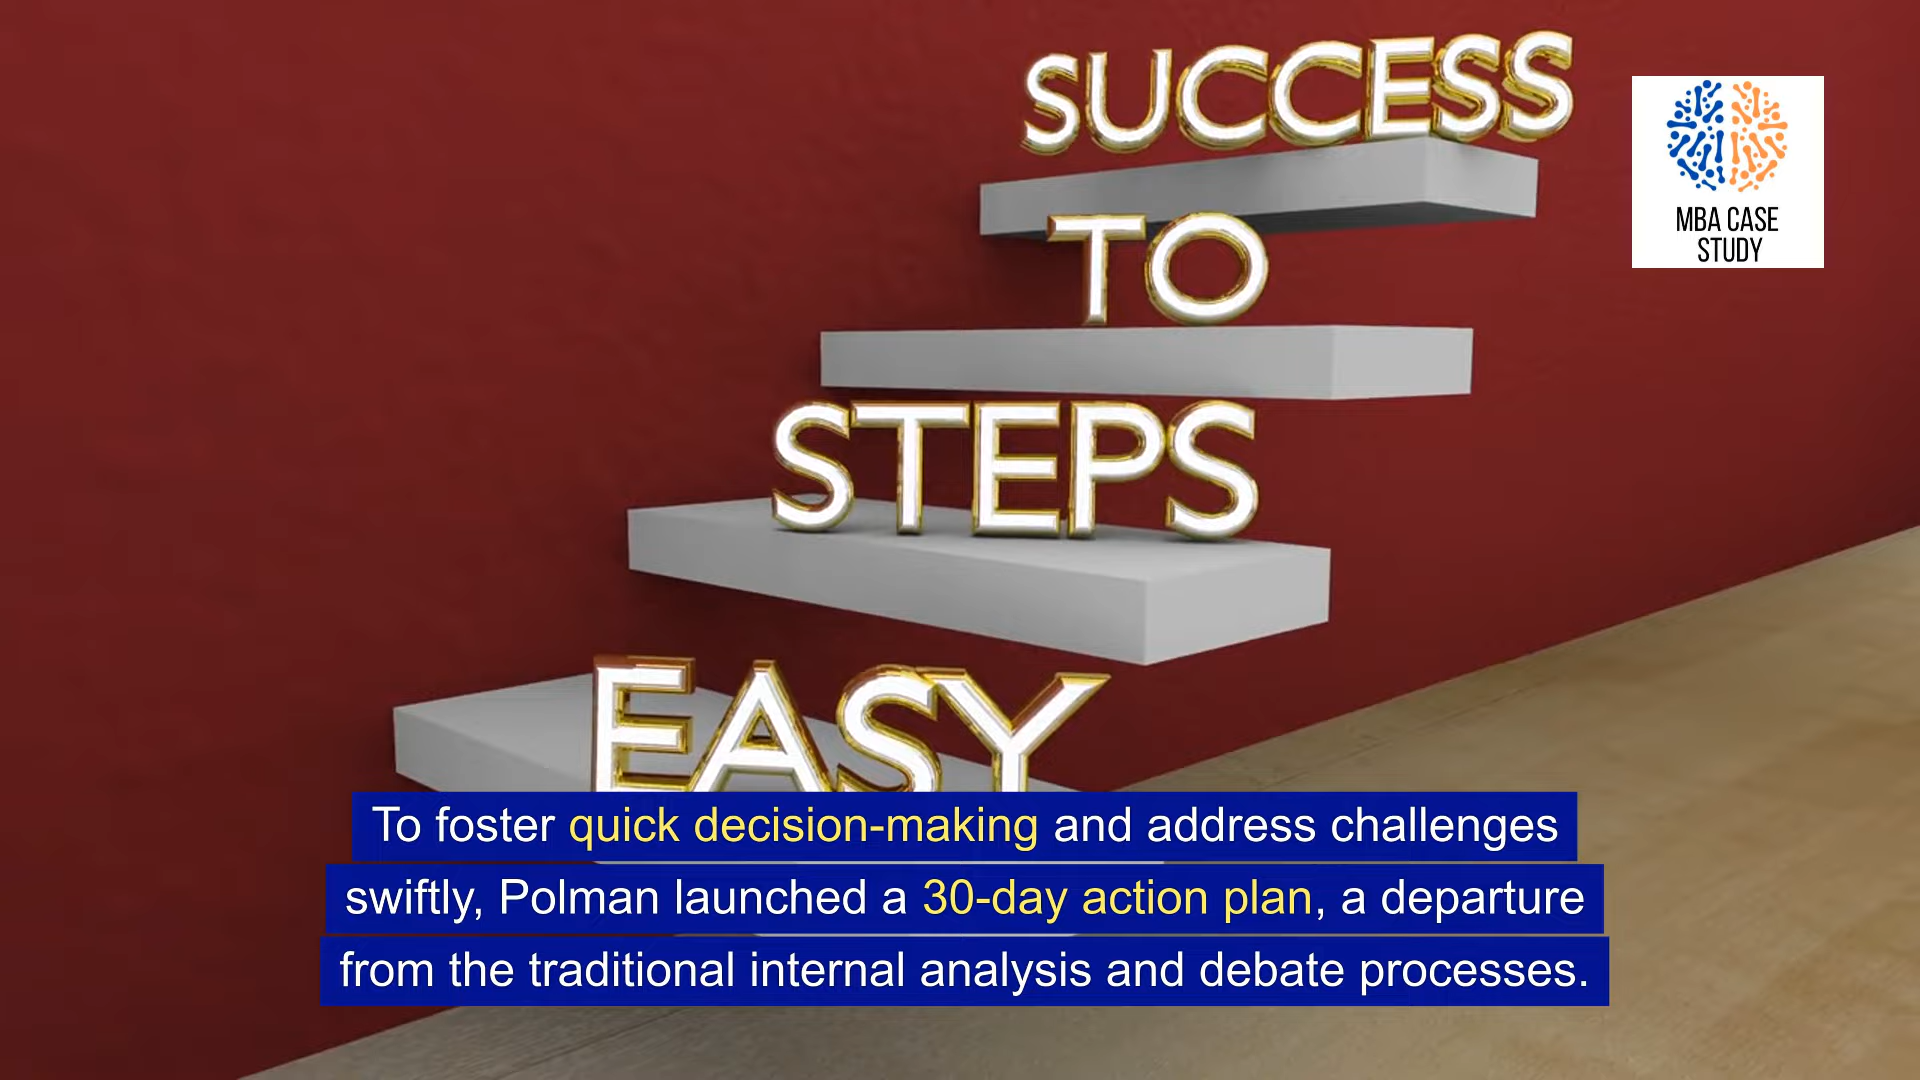 SUCCESS
TO
STEPS
EASY
MBA CASE
STUDY
To foster quick decision-making and address challenges
swiftly, Polman launched a 30-day action plan, a departure
from the traditional internal analysis and debate processes.